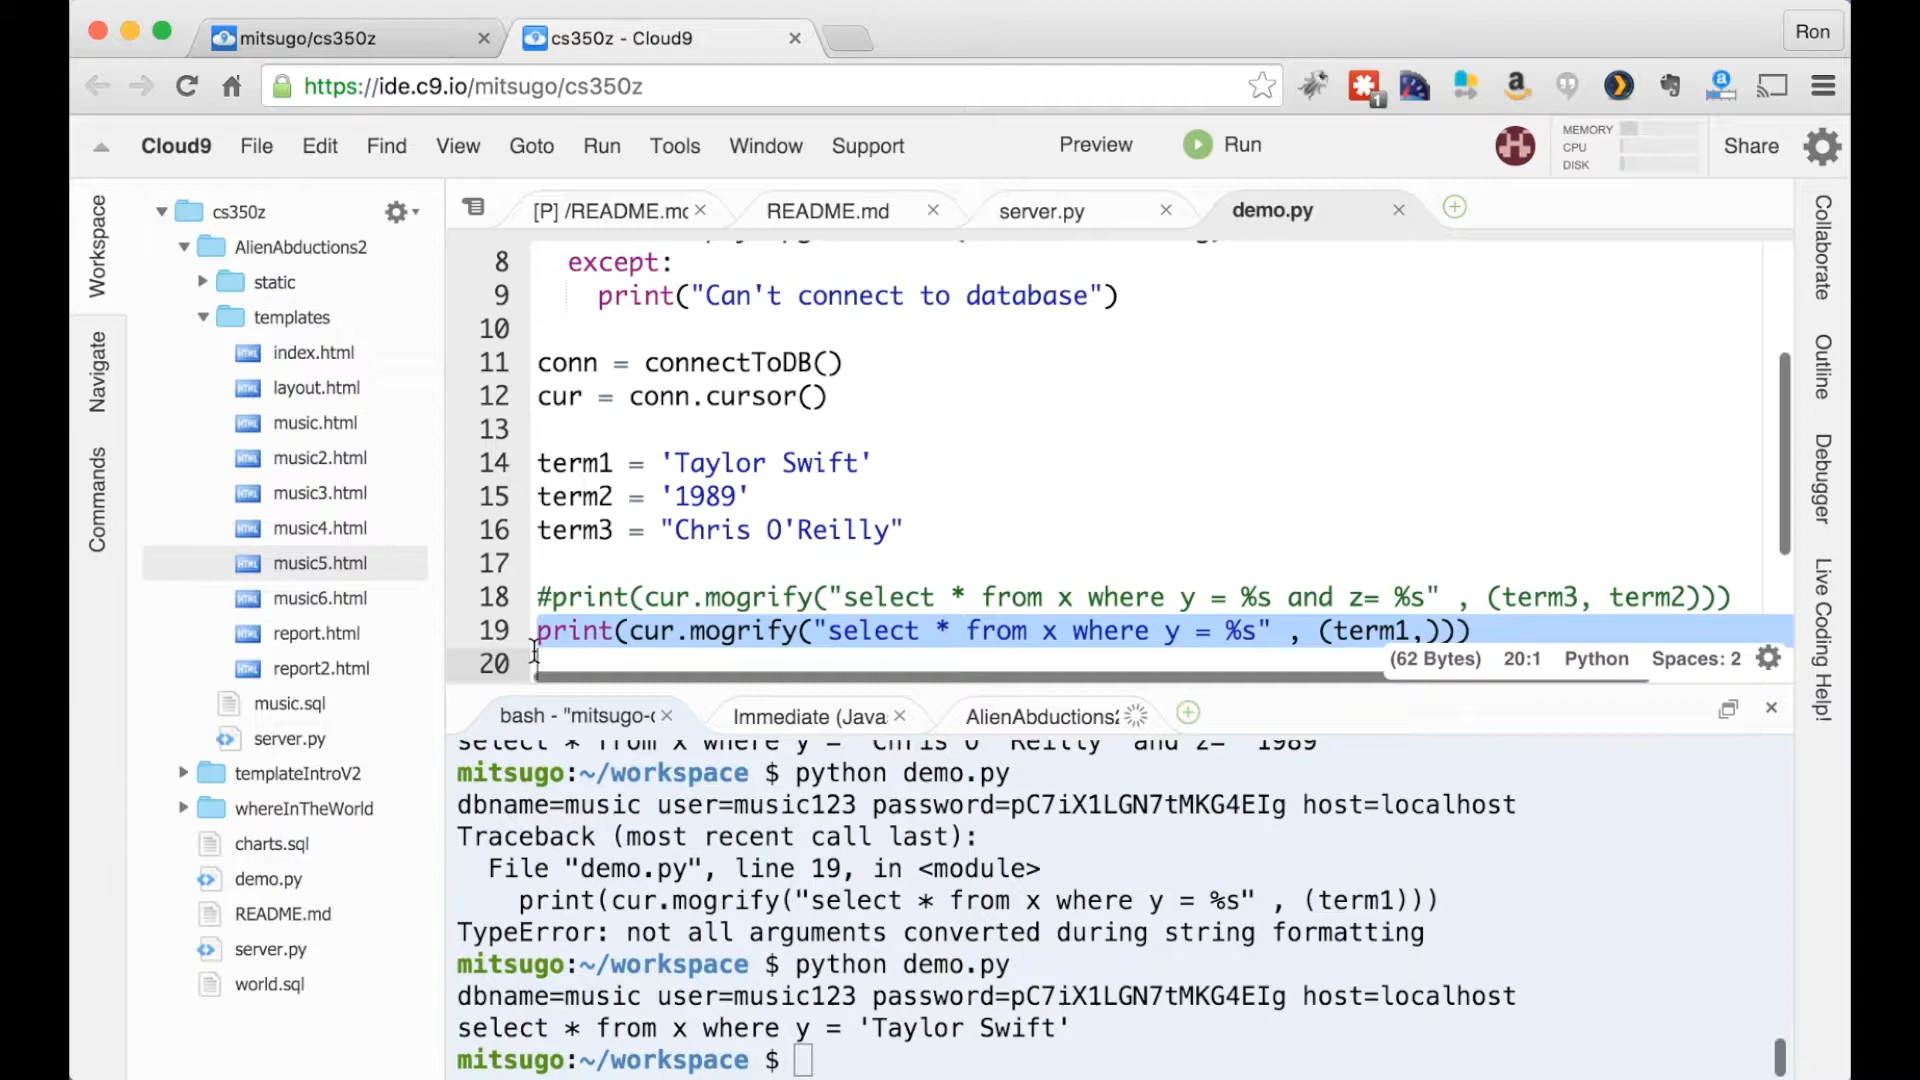 mitsugo/cs350z
cs350z - Cloud9
Ron
https://ide.c9.io/mitsugo/cs350z
1
Cloud9 File Edit Find View Goto Run Tools Window Support Preview Run
MEMORY
CPU
DISK
Share
Workspace
Navigate
Commands
cs350z
AlienAbductions2
static
templates
index.html
layout.html
music.html
music2.html
music3.html
music4.html
music5.html
music6.html
report.html
report2.html
music.sql
server.py
templateIntroV2
whereInTheWorld
charts.sql
demo.py
README.md
server.py
world.sql
[P] /README.mc
README.md
server.py
demo.py
8 except:
9 print("Can't connect to database")
10
11 conn = connectToDB()
12 cur = conn.cursor()
13
14 term1 = 'Taylor Swift'
15 term2 = '1989'
16 term3 = "Chris O'Reilly"
17
18 #print(cur.mogrify("select * from x where y = %s and z= %s" , (term3, term2)))
19 print(cur.mogrify("select * from x where y = %s" , (term1,)))
20
(62 Bytes) 20:1 Python Spaces: 2
bash - "mitsugo-c
Immediate (Java
AlienAbductions2
select * from x where y = 'Chris O''Reilly' and z= '1989'
mitsugo:~/workspace $ python demo.py
dbname=music user=music123 password=pC7iX1LGN7tMKG4EIg host=localhost
Traceback (most recent call last):
File "demo.py", line 19, in <module>
print(cur.mogrify("select * from x where y = %s" , (term1)))
TypeError: not all arguments converted during string formatting
mitsugo:~/workspace $ python demo.py
dbname=music user=music123 password=pC7iX1LGN7tMKG4EIg host=localhost
select * from x where y = 'Taylor Swift'
mitsugo:~/workspace $
Collaborate
Outline
Debugger
Live Coding Help!